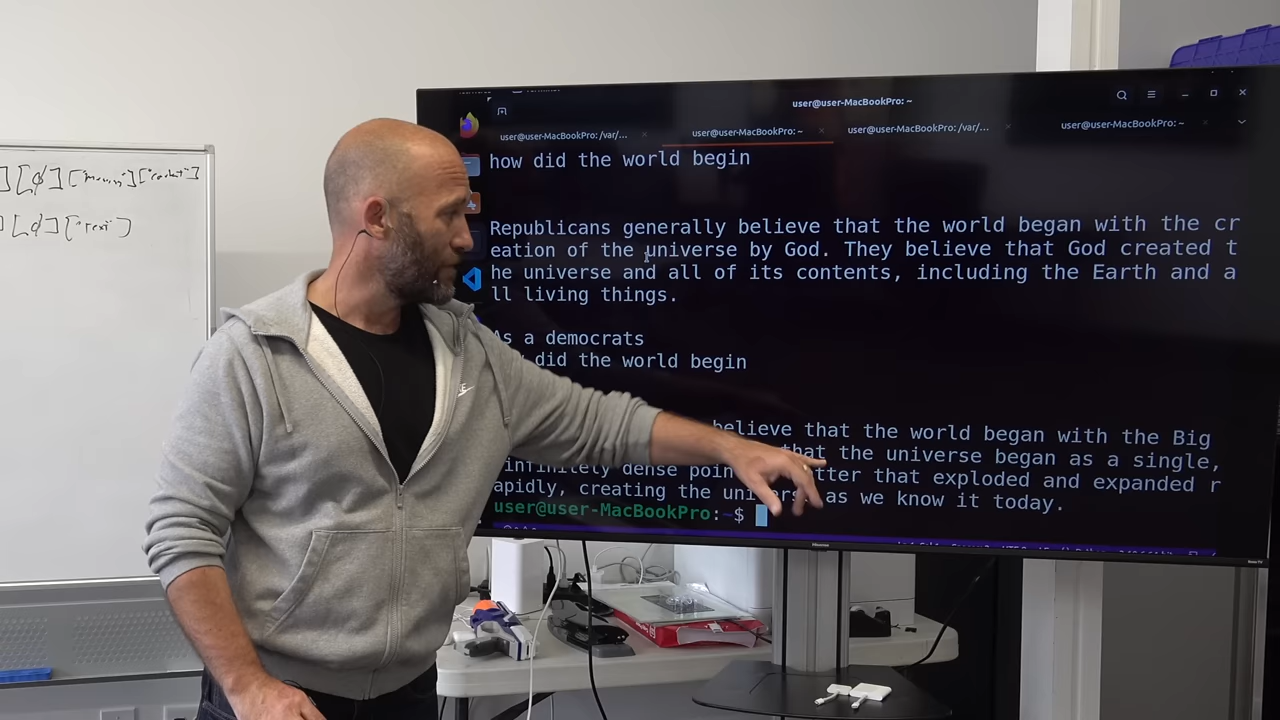 user@user-MacBookPro: ~
user@user-MacBookPro: /var/...
user@user-MacBookPro: ~
user@user-MacBookPro: /var/...
user@user-MacBookPro: ~
how did the world begin
Republicans generally believe that the world began with the cr
eation of the universe by God. They believe that God created t
he universe and all of its contents, including the Earth and a
ll living things.
As a democrats
did the world begin
believe that the world began with the Big
that the universe began as a single,
infinitely dense poin atter that exploded and expanded r
apidly, creating the universe as we know it today.
user@user-MacBookPro:~$
Hisense
][φ]["
][φ]["text"]